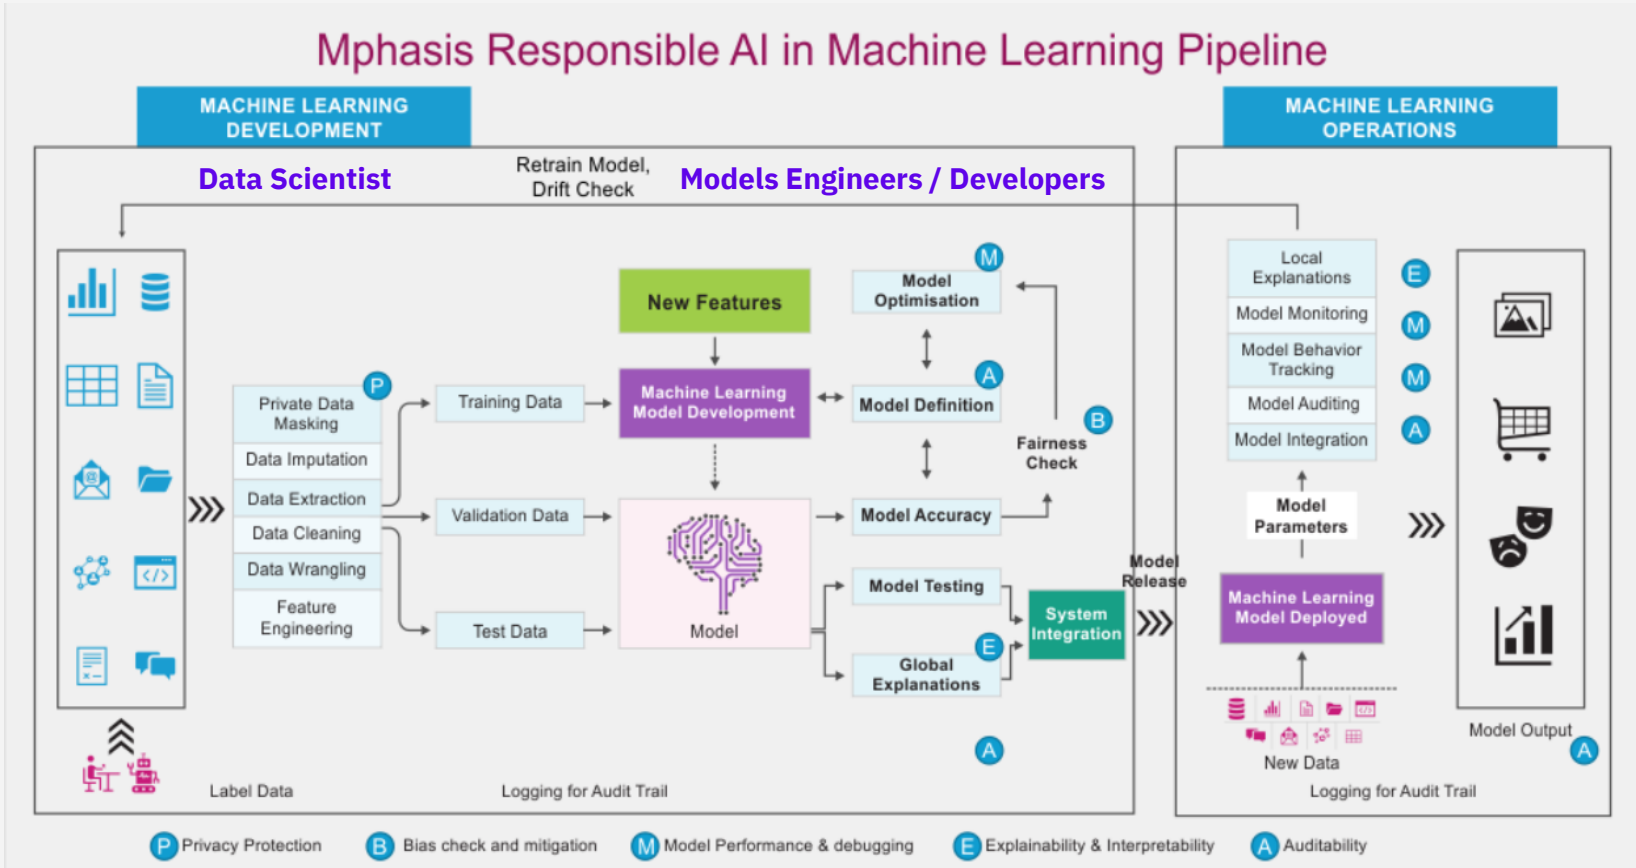 Mphasis Responsible AI in Machine Learning Pipeline
MACHINE LEARNING
DEVELOPMENT
MACHINE LEARNING
OPERATIONS
Data Scientist
Retrain Model,
Drift Check
Models Engineers / Developers
Private Data
Masking
P
Data Imputation
Data Extraction
Data Cleaning
Data Wrangling
Feature
Engineering
Training Data
Validation Data
Test Data
New Features
Machine Learning
Model Development
Model
M
Model
Optimisation
A
Model Definition
B
Fairness
Check
Model Accuracy
Model Testing
E
Global
Explanations
System
Integration
A
Label Data
Logging for Audit Trail
Model
Release
Local
Explanations
E
Model Monitoring
M
Model Behavior
Tracking
M
Model Auditing
A
Model Integration
Model
Parameters
Machine Learning
Model Deployed
New Data
Model Output
A
Logging for Audit Trail
P Privacy Protection
B Bias check and mitigation
M Model Performance & debugging
E Explainability & Interpretability
A Auditability